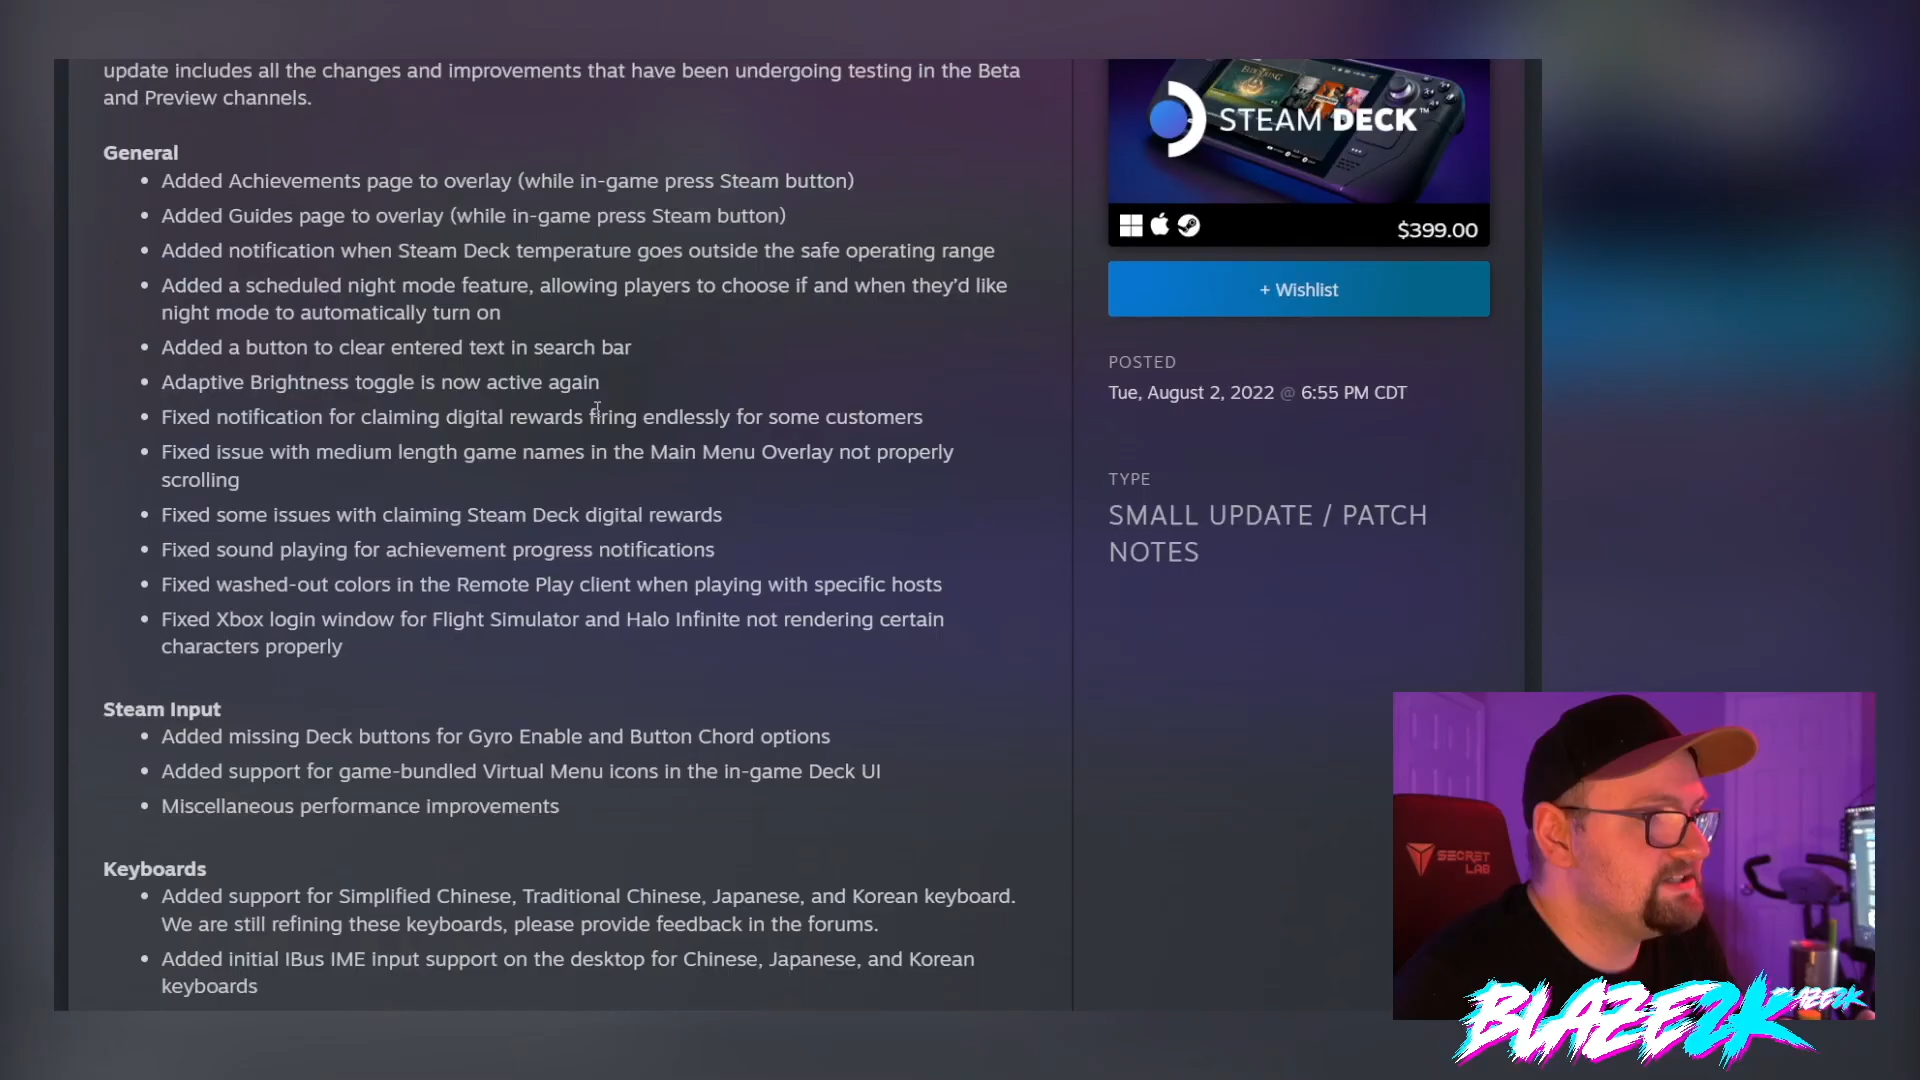 update includes all the changes and improvements that have been undergoing testing in the Beta
and Preview channels.
General
• Added Achievements page to overlay (while in-game press Steam button)
• Added Guides page to overlay (while in-game press Steam button)
• Added notification when Steam Deck temperature goes outside the safe operating range
• Added a scheduled night mode feature, allowing players to choose if and when they’d like
night mode to automatically turn on
• Added a button to clear entered text in search bar
• Adaptive Brightness toggle is now active again
• Fixed notification for claiming digital rewards firing endlessly for some customers
• Fixed issue with medium length game names in the Main Menu Overlay not properly
scrolling
• Fixed some issues with claiming Steam Deck digital rewards
• Fixed sound playing for achievement progress notifications
• Fixed washed-out colors in the Remote Play client when playing with specific hosts
• Fixed Xbox login window for Flight Simulator and Halo Infinite not rendering certain
characters properly
Steam Input
• Added missing Deck buttons for Gyro Enable and Button Chord options
• Added support for game-bundled Virtual Menu icons in the in-game Deck UI
• Miscellaneous performance improvements
Keyboards
• Added support for Simplified Chinese, Traditional Chinese, Japanese, and Korean keyboard.
We are still refining these keyboards, please provide feedback in the forums.
• Added initial IBus IME input support on the desktop for Chinese, Japanese, and Korean
keyboards
ELDEN RING
STEAM DECK™
$399.00
+ Wishlist
POSTED
Tue, August 2, 2022 @ 6:55 PM CDT
TYPE
SMALL UPDATE / PATCH
NOTES
SECRET
LAB
BLAZE2K
BLAZE2K